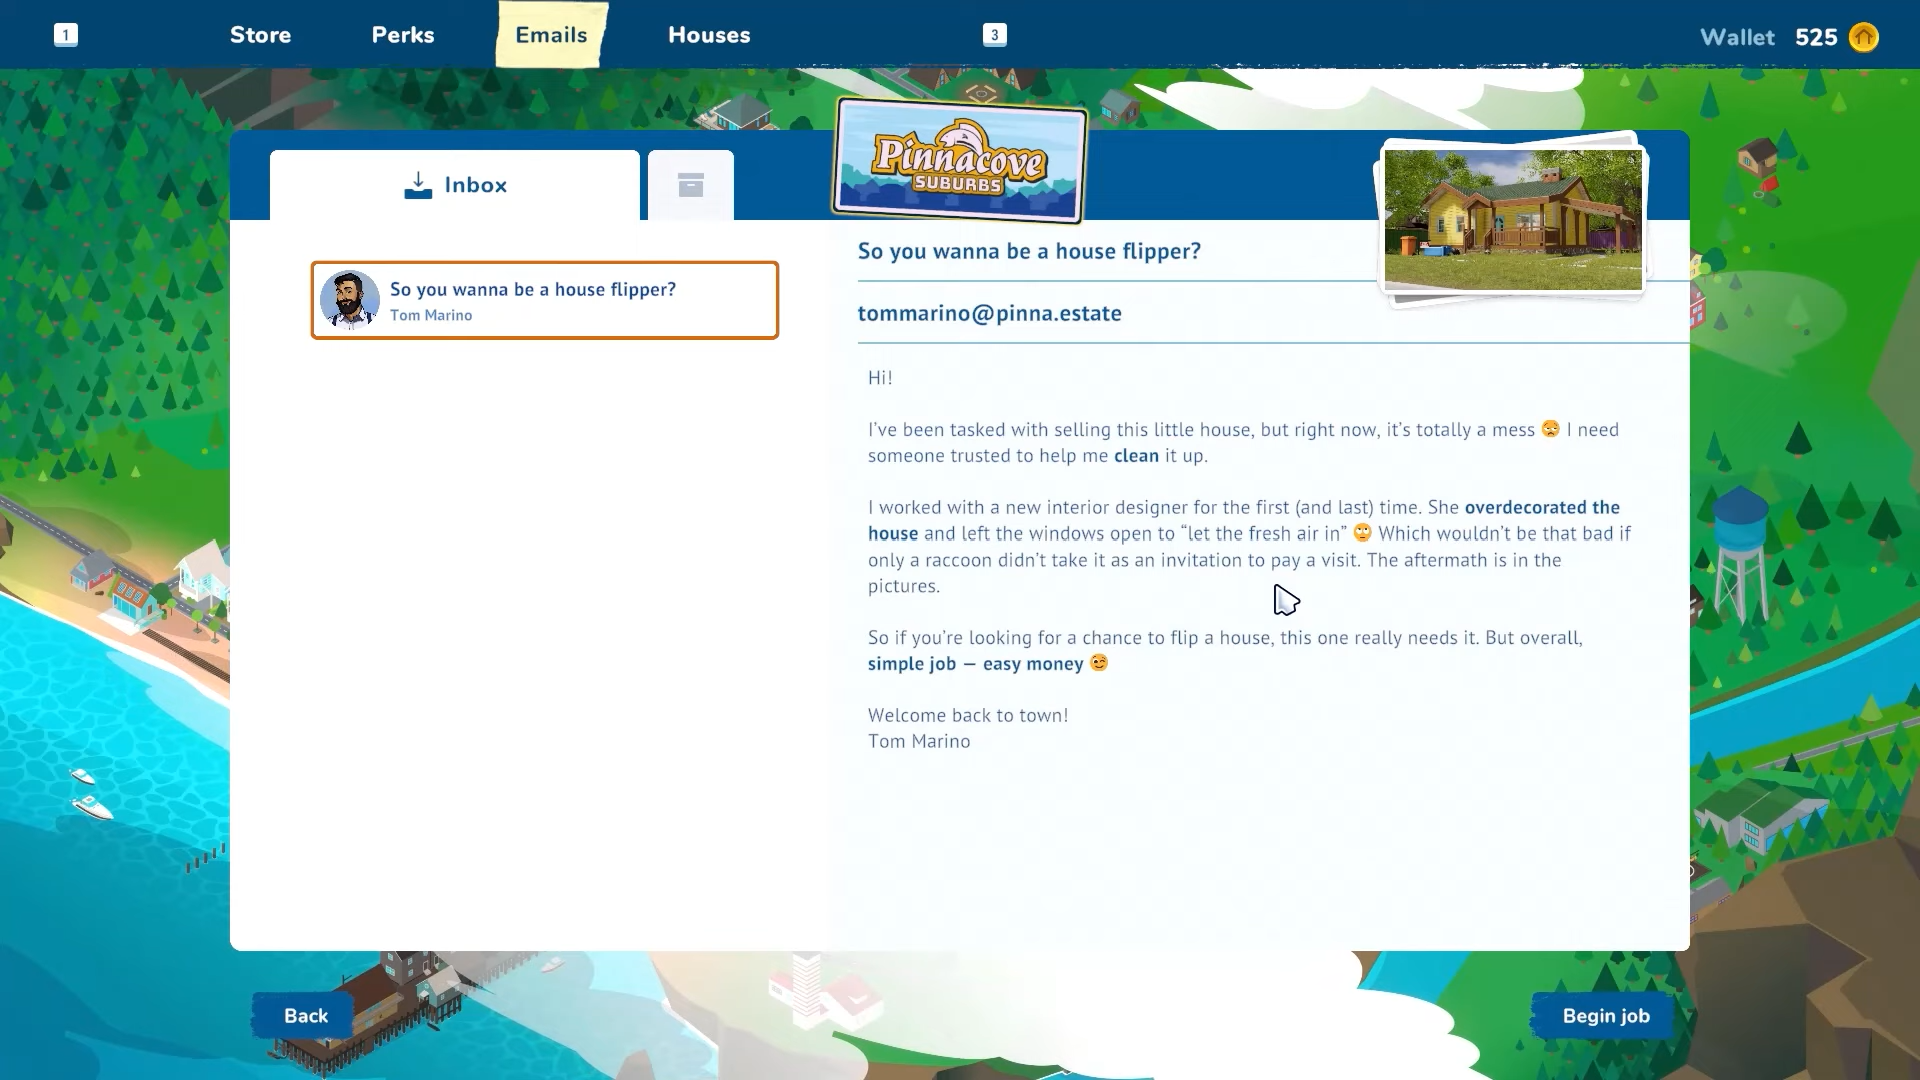 1
Store
Perks
Emails
Houses
3
Wallet 525
Pinnacove
SUBURBS
Inbox
So you wanna be a house flipper?
Tom Marino
So you wanna be a house flipper?
tommarino@pinna.estate
Hi!
I've been tasked with selling this little house, but right now, it's totally a mess 😥 I need
someone trusted to help me clean it up.
I worked with a new interior designer for the first (and last) time. She overdecorated the
house and left the windows open to “let the fresh air in” 🙄 Which wouldn't be that bad if
only a raccoon didn't take it as an invitation to pay a visit. The aftermath is in the
pictures.
So if you're looking for a chance to flip a house, this one really needs it. But overall,
simple job — easy money 😉
Welcome back to town!
Tom Marino
Back
Begin job